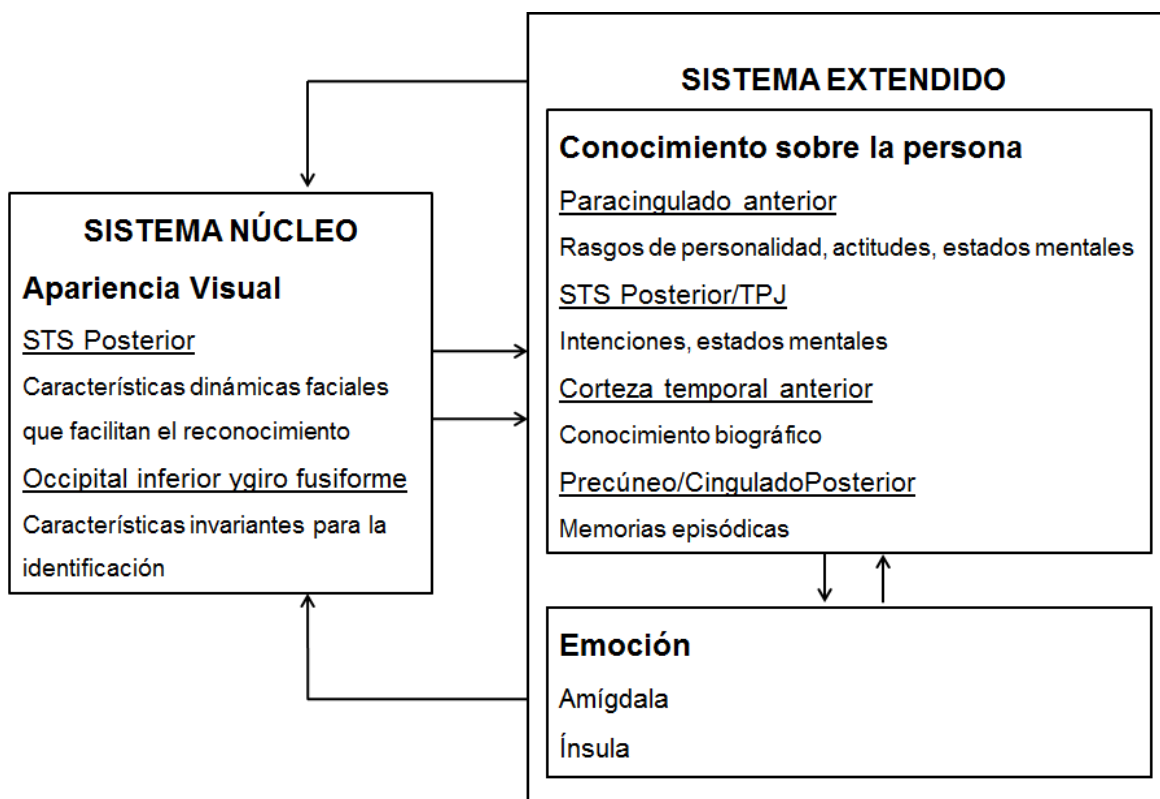 SISTEMA NÚCLEO
Apariencia Visual
STS Posterior
Características dinámicas faciales
que facilitan el reconocimiento
Occipital inferior ygiro fusiforme
Características invariantes para la
identificación
SISTEMA EXTENDIDO
Conocimiento sobre la persona
Paracingulado anterior
Rasgos de personalidad, actitudes, estados mentales
STS Posterior/TPJ
Intenciones, estados mentales
Corteza temporal anterior
Conocimiento biográfico
Precúneo/CinguladoPosterior
Memorias episódicas
Emoción
Amígdala
Ínsula